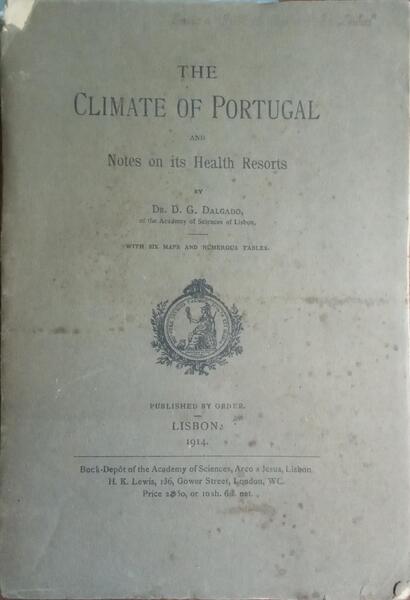 THE
CLIMATE OF PORTUGAL
AND
Notes on its Health Resorts
BY
DR. D. G. DALGADO,
of the Academy of Sciences of Lisbon.
WITH SIX MAPS AND NUMEROUS TABLES.
PUBLISHED BY ORDER.
LISBON:
1914.
Book-Depôt of the Academy of Sciences, Arco a Jesus, Lisbon
H. K. Lewis, 136, Gower Street, London, WC.
Price 2$50, or 10sh. 6d. net.